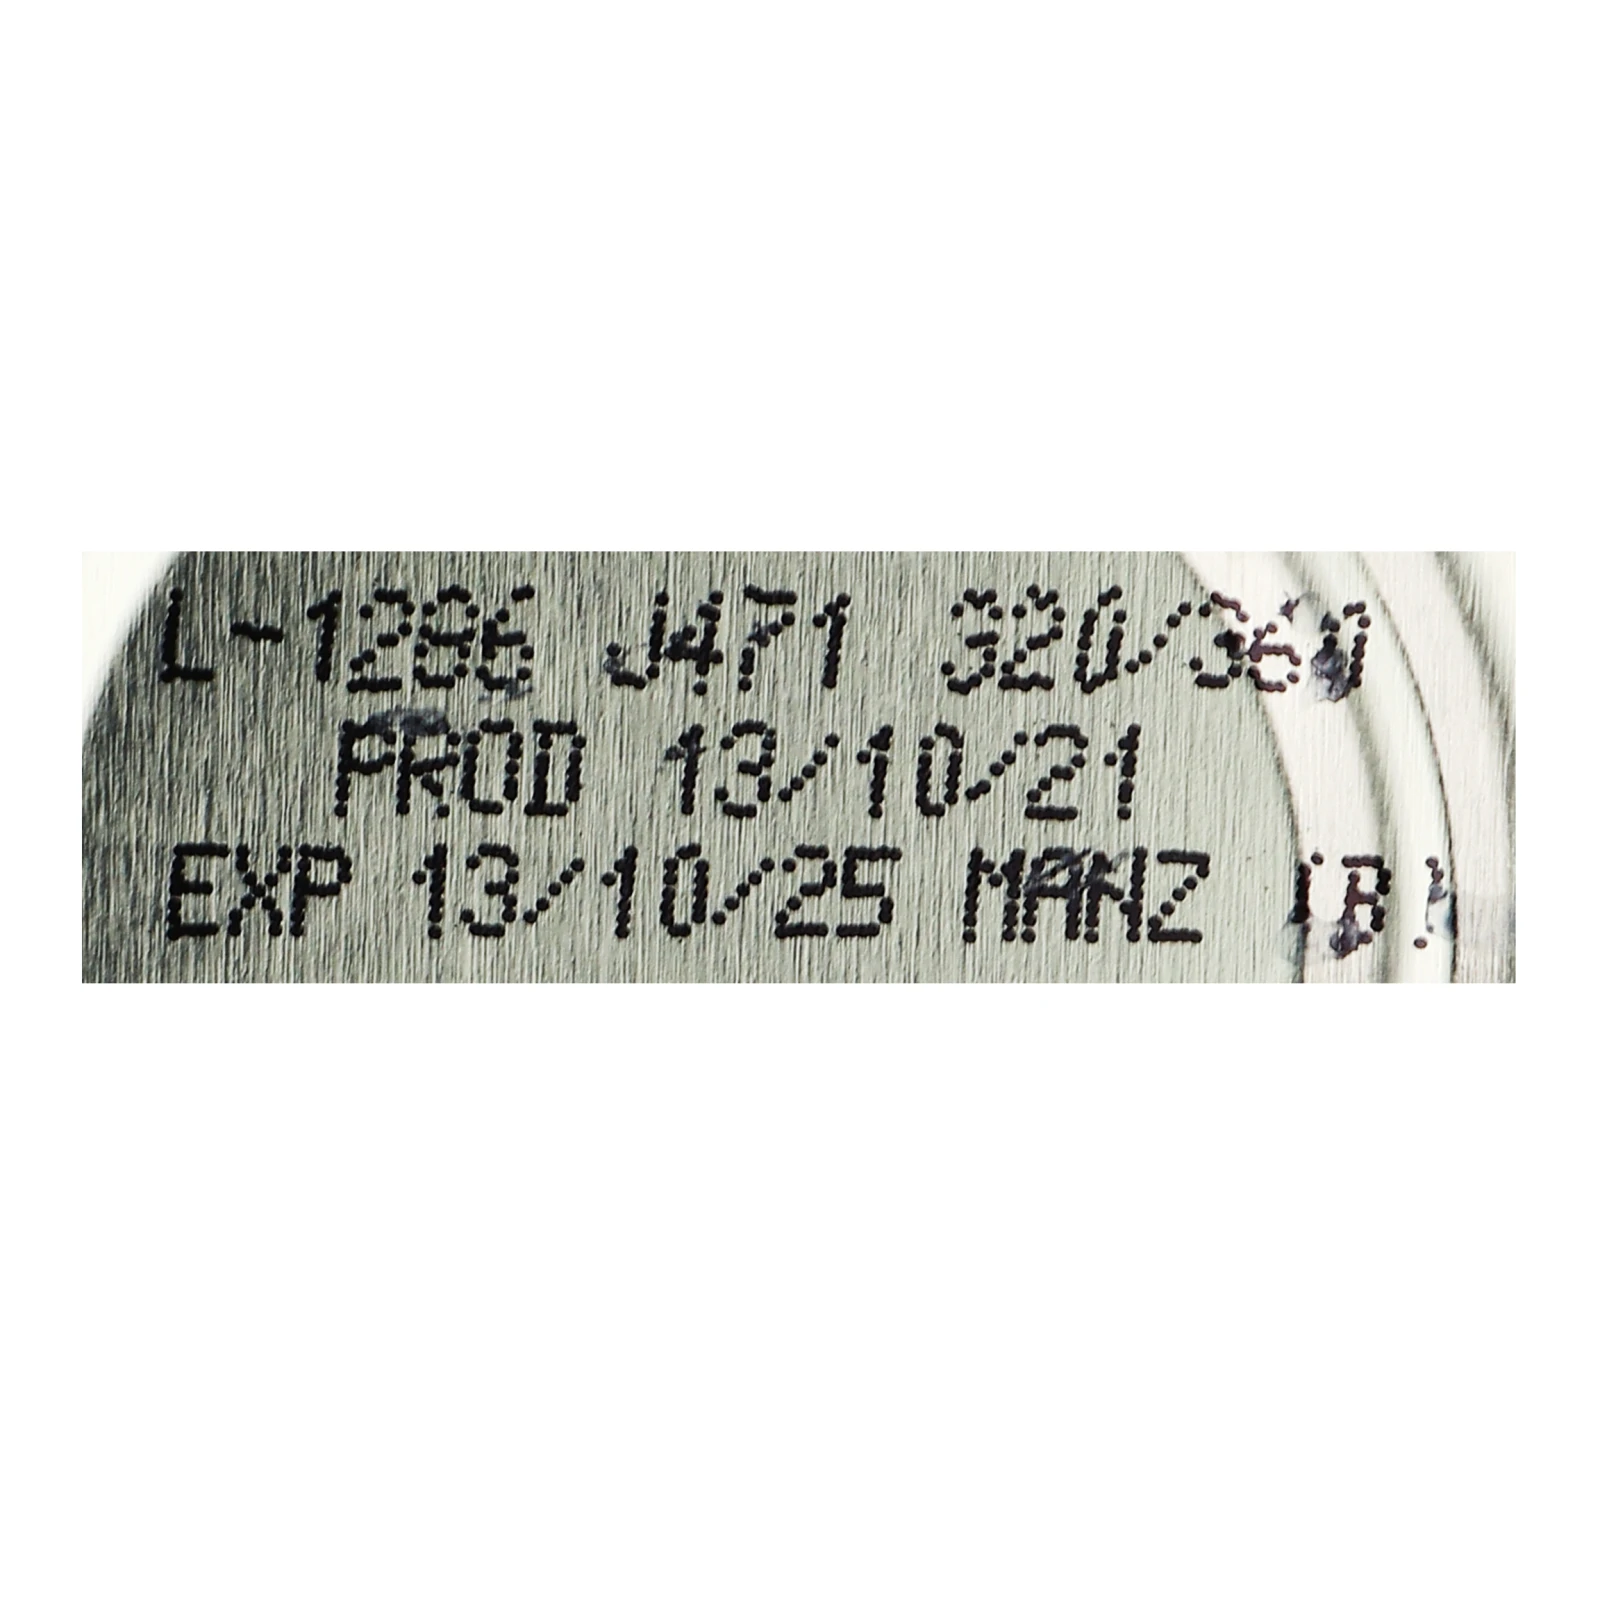 L-1286 J471 320/360
PROD 13/10/21
EXP 13/10/25 MANZ